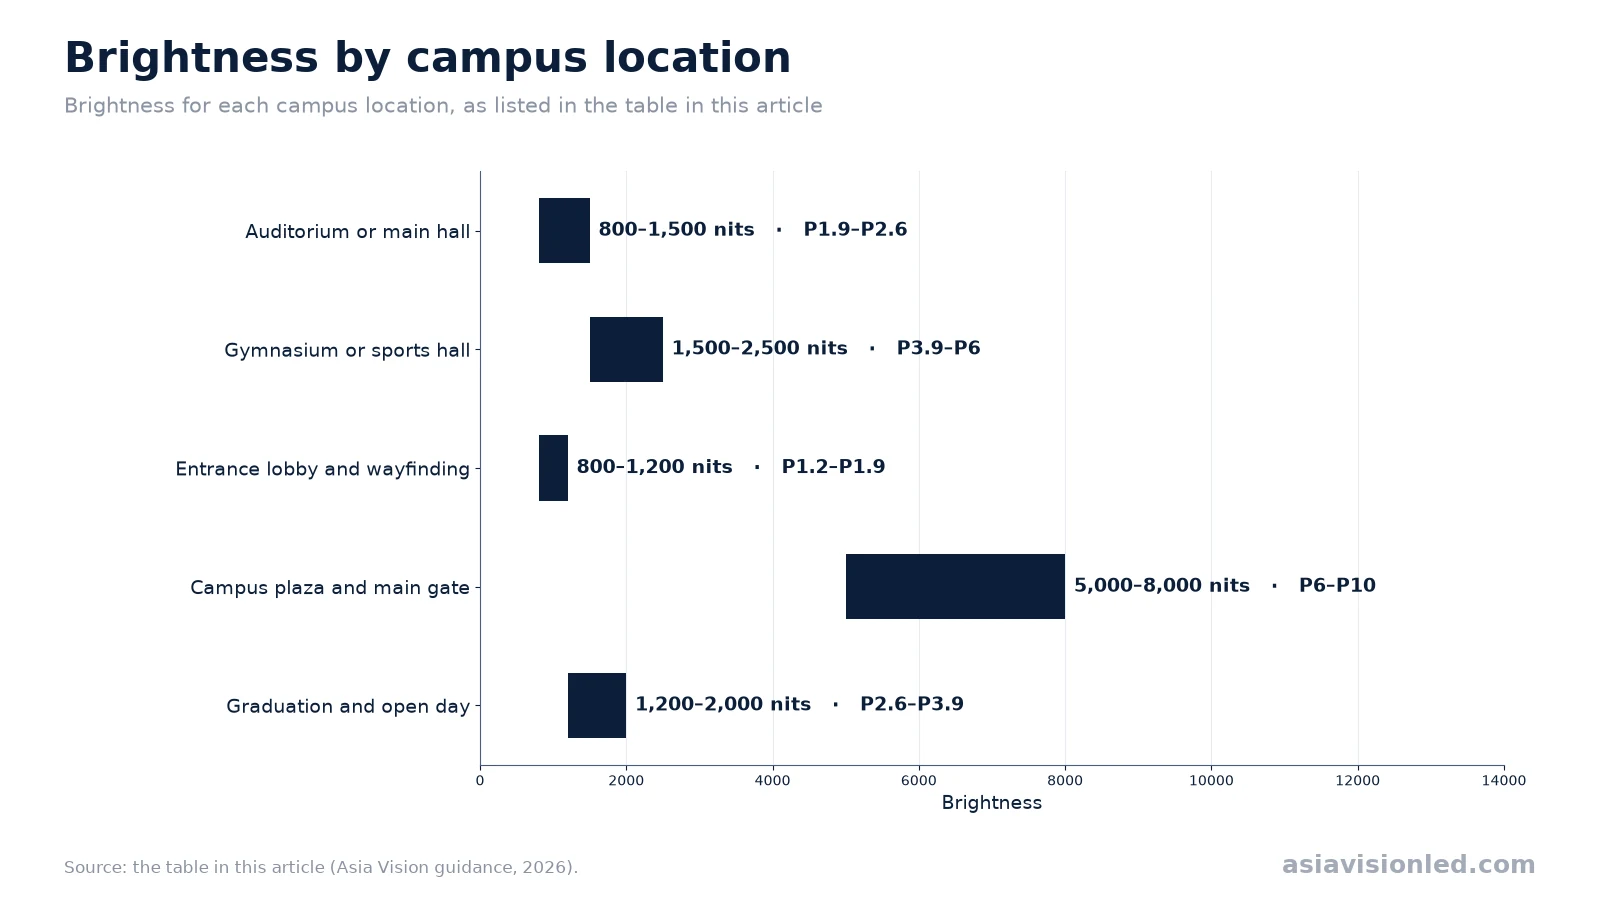 Brightness by campus location
Brightness for each campus location, as listed in the table in this article
Auditorium or main hall
800–1,500 nits · P1.9–P2.6
Gymnasium or sports hall
1,500–2,500 nits · P3.9–P6
Entrance lobby and wayfinding
800–1,200 nits · P1.2–P1.9
Campus plaza and main gate
5,000–8,000 nits · P6–P10
Graduation and open day
1,200–2,000 nits · P2.6–P3.9
0 2000 4000 6000 8000 10000 12000 14000
Brightness
Source: the table in this article (Asia Vision guidance, 2026).
asiavisionled.com